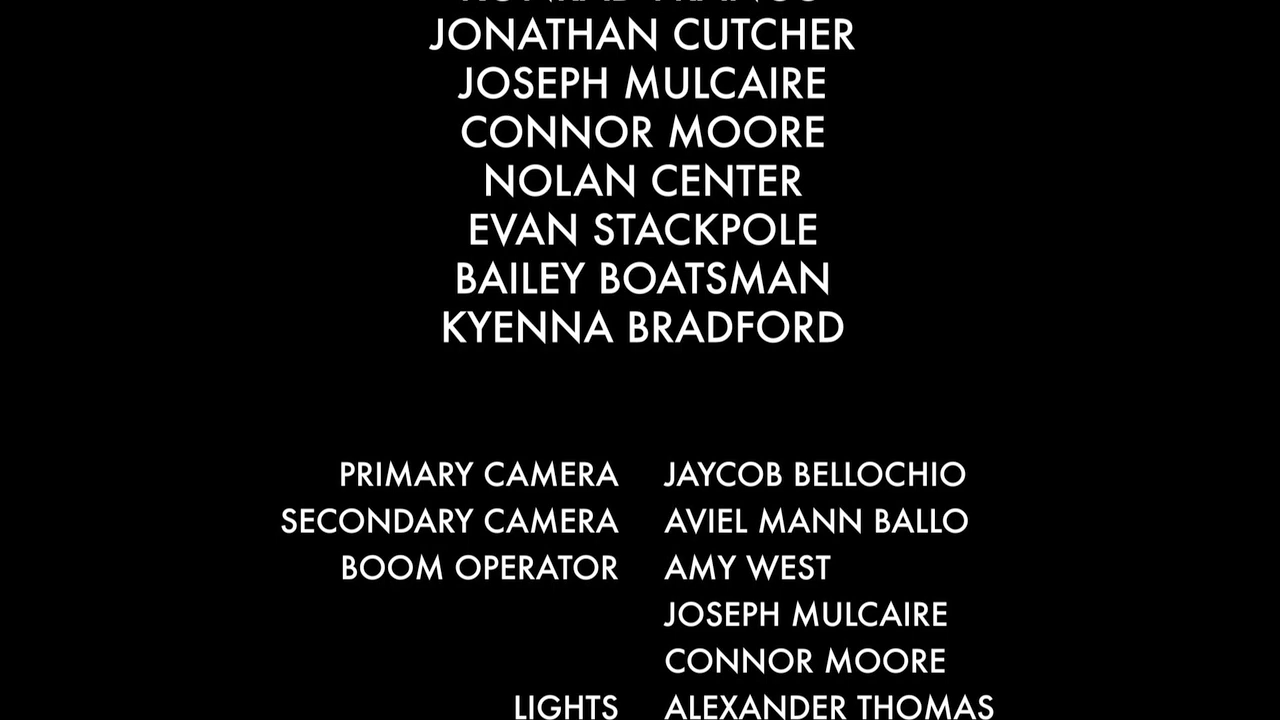 JONATHAN CUTCHER
JOSEPH MULCAIRE
CONNOR MOORE
NOLAN CENTER
EVAN STACKPOLE
BAILEY BOATSMAN
KYENNA BRADFORD
PRIMARY CAMERA JAYCOB BELLOCHIO
SECONDARY CAMERA AVIEL MANN BALLO
BOOM OPERATOR AMY WEST
JOSEPH MULCAIRE
CONNOR MOORE
LIGHTS ALEXANDER THOMAS